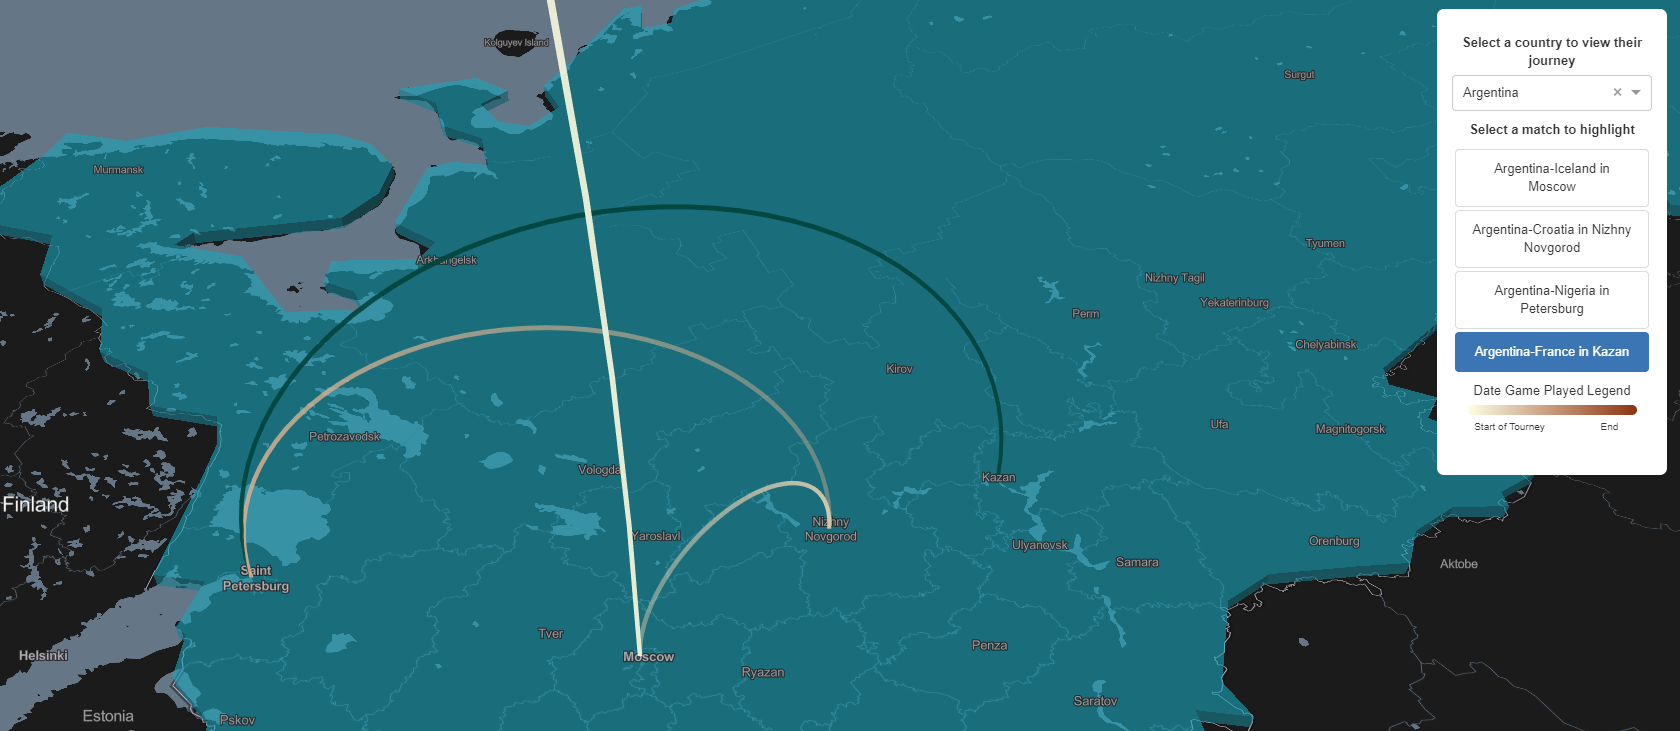 Kolguyev Island
Surgut
Murmansk
Arkhangelsk
Tyumen
Nizhny Tagil
Yekaterinburg
Perm
Chelyabinsk
Kirov
Ufa
Magnitogorsk
Petrozavodsk
Vologda
Kazan
Finland
Nizhny
Novgorod
Yaroslavl
Ulyanovsk
Orenburg
Samara
Aktobe
Saint
Petersburg
Tver
Penza
Helsinki
Moscow
Ryazan
Saratov
Estonia
Pskov
Select a country to view their
journey
Argentina
Select a match to highlight
Argentina-Iceland in
Moscow
Argentina-Croatia in Nizhny
Novgorod
Argentina-Nigeria in
Petersburg
Argentina-France in Kazan
Date Game Played Legend
Start of Tourney
End